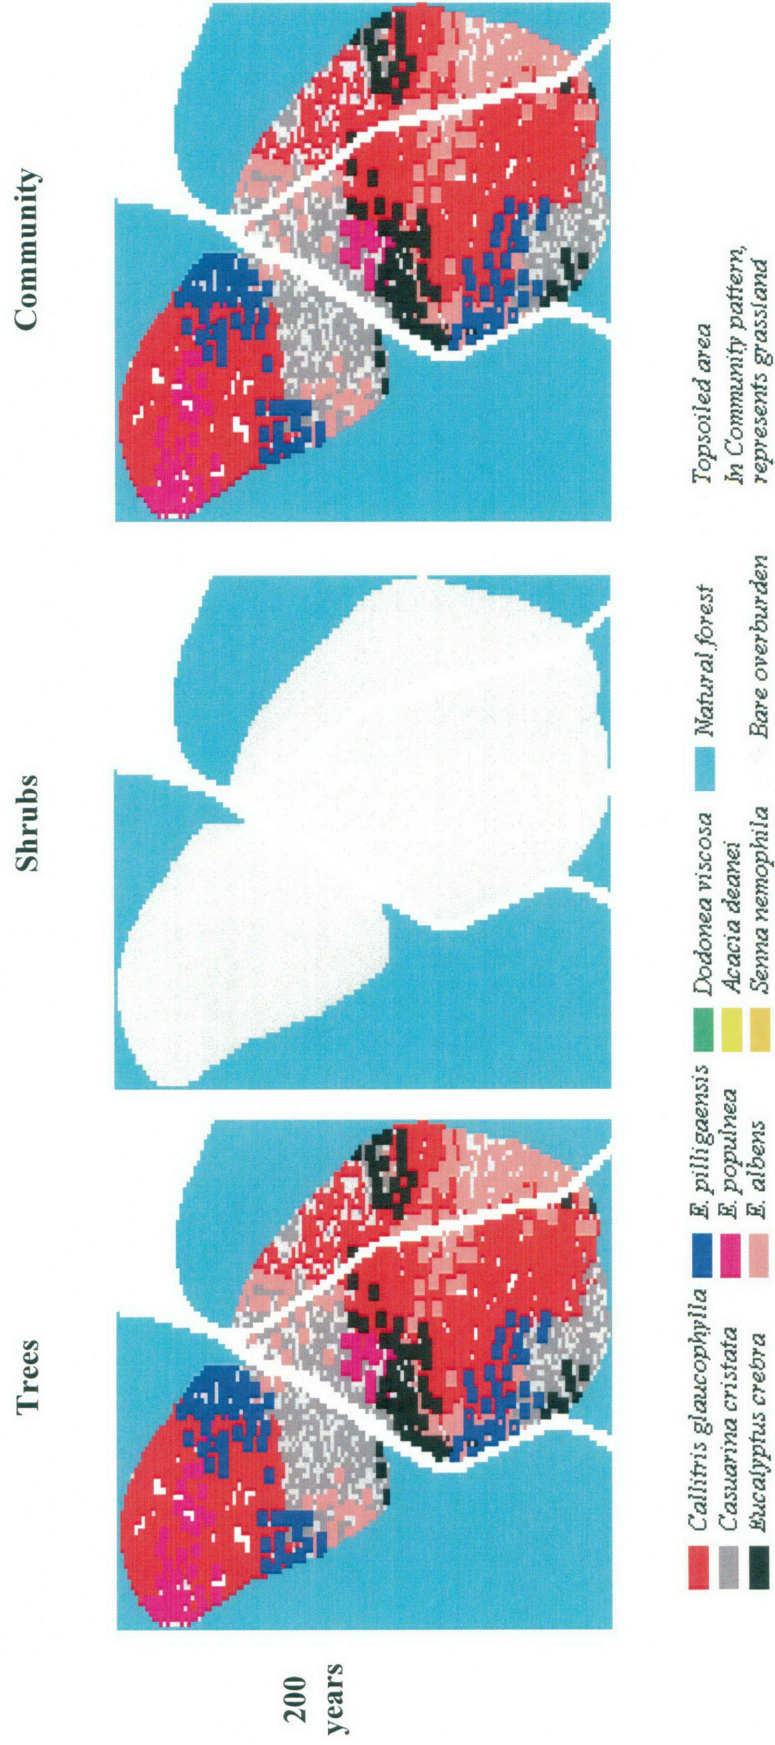 Trees
Shrubs
Community
200
years
Callitris glaucophylla
Casuarina cristata
Eucalyptus crebra
E. pilligaensis
E. populnea
E. albens
Dodonea viscosa
Acacia deanei
Senna nemophila
Natural forest
Bare overburden
Topsoiled area
In Community pattern,
represents grassland